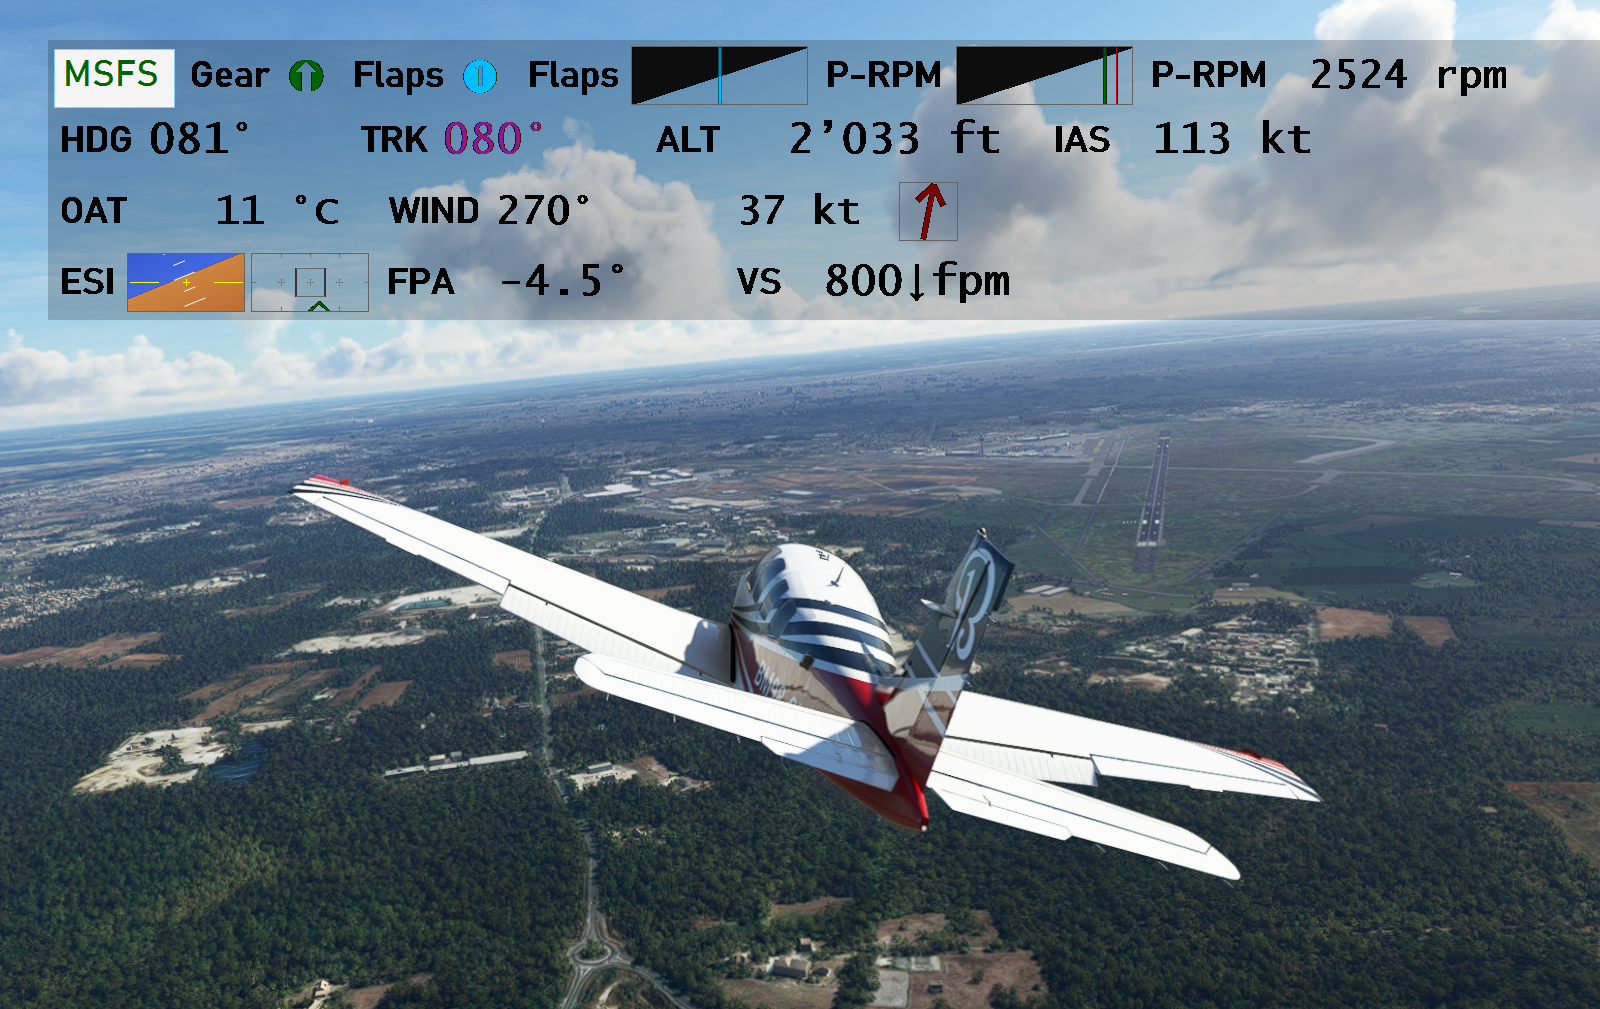 MSFS Gear Flaps 1 Flaps P-RPM P-RPM 2524 rpm
HDG 081° TRK 080° ALT 2’033 ft IAS 113 kt
OAT 11 °C WIND 270° 37 kt
ESI FPA -4.5° VS 800↓fpm